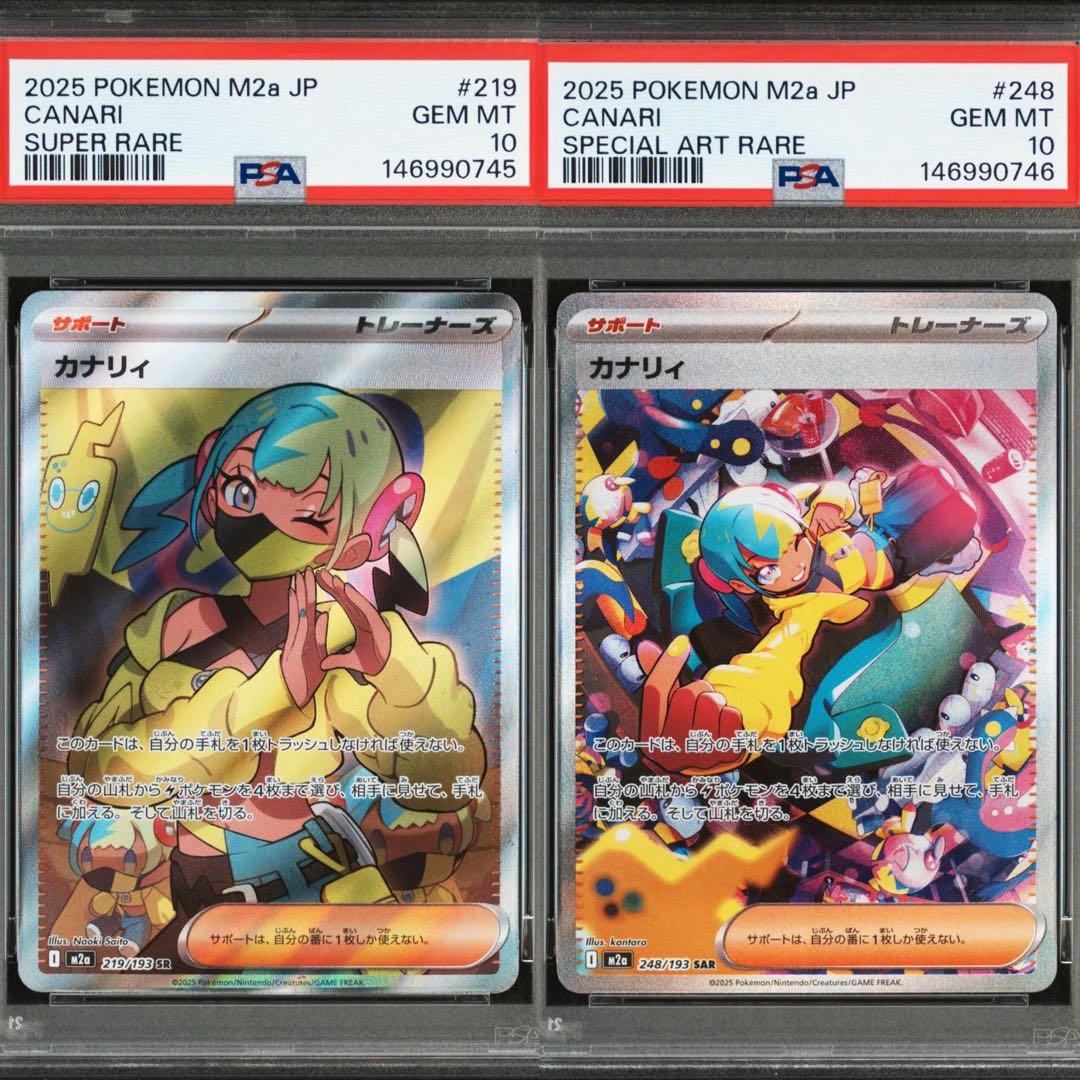 2025 POKEMON M2a JP #219
CANARI GEM MT
SUPER RARE 10
PSA 146990745
サポート トレーナーズ
カナリィ
このカードは、自分の手札を1枚トラッシュしなければ使えない。
自分の山札からポケモンを4枚まで選び、相手に見せて、手札
に加える。そして山札を切る。
サポートは、自分の番に1枚しか使えない。
Illus. Naoki Saito
I m2a 219/193 SR
©2025 Pokémon/Nintendo/Creatures/GAME FREAK.
2025 POKEMON M2a JP #248
CANARI GEM MT
SPECIAL ART RARE 10
PSA 146990746
サポート トレーナーズ
カナリィ
このカードは、自分の手札を1枚トラッシュしなければ使えない。
自分の山札からポケモンを4枚まで選び、相手に見せて、手札
に加える。そして山札を切る。
サポートは、自分の番に1枚しか使えない。
Illus. kantaro
I m2a 248/193 SAR
©2025 Pokémon/Nintendo/Creatures/GAME FREAK.